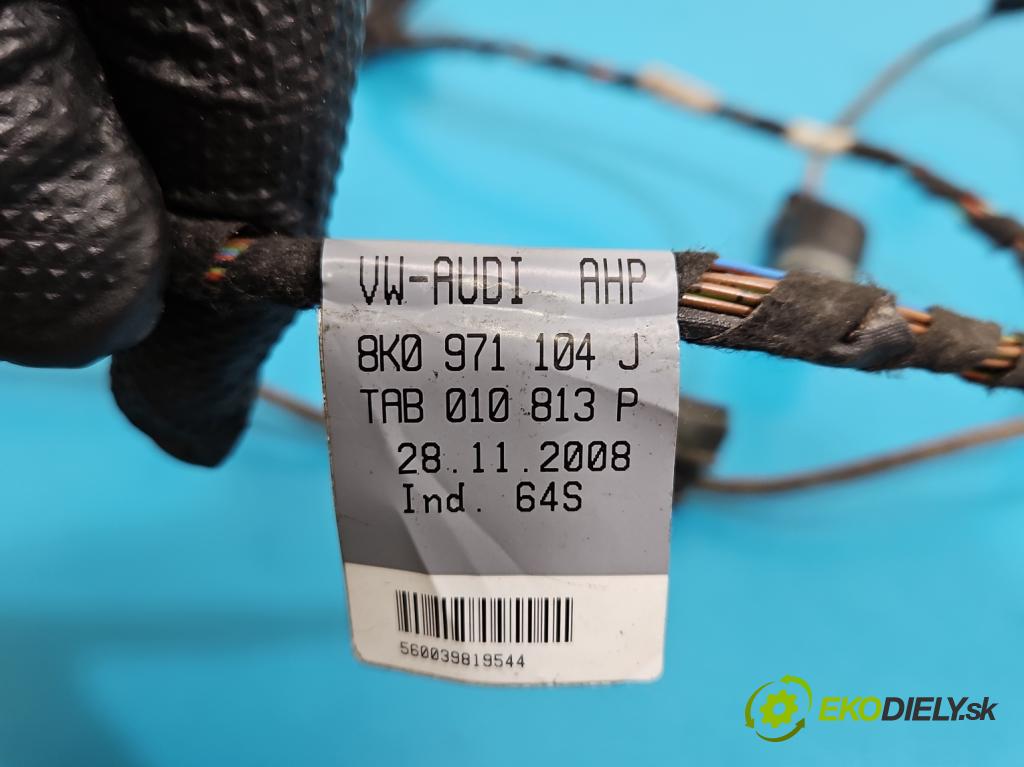 VW-AUDI AHP
8K0 971 104 J
TAB 010 813 P
28.11.2008
Ind. 64S
560039819544
EKODIELY.sk